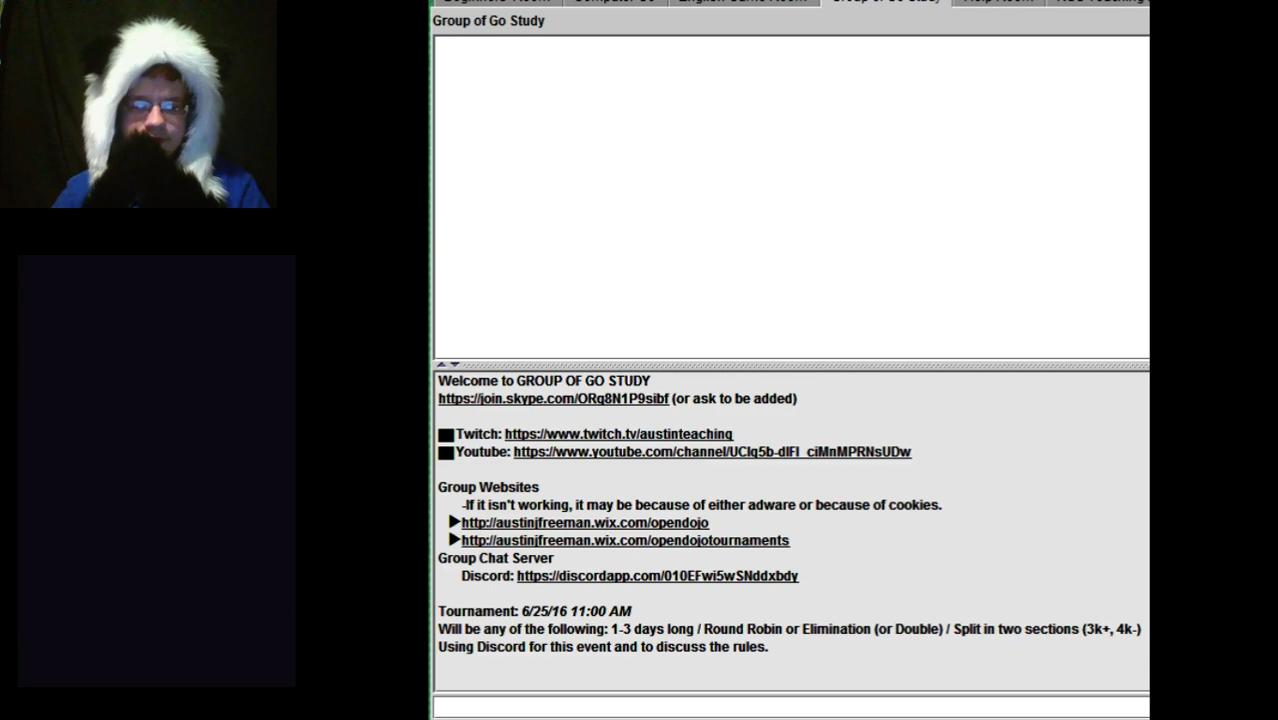 Group of Go Study
Group of Go Study
Welcome to GROUP OF GO STUDY
https://join.skype.com/ORq8N1P9sibf (or ask to be added)
Twitch: https://www.twitch.tv/austinteaching
Youtube: https://www.youtube.com/channel/UCIq5b-dIFI_ciMnMPRNsUDw
Group Websites
-If it isn't working, it may be because of either adware or because of cookies.
http://austinjfreeman.wix.com/opendojo
http://austinjfreeman.wix.com/opendojotournaments
Group Chat Server
Discord: https://discordapp.com/010EFwi5wSNddxbdy
Tournament: 6/25/16 11:00 AM
Will be any of the following: 1-3 days long / Round Robin or Elimination (or Double) / Split in two sections (3k+, 4k-)
Using Discord for this event and to discuss the rules.